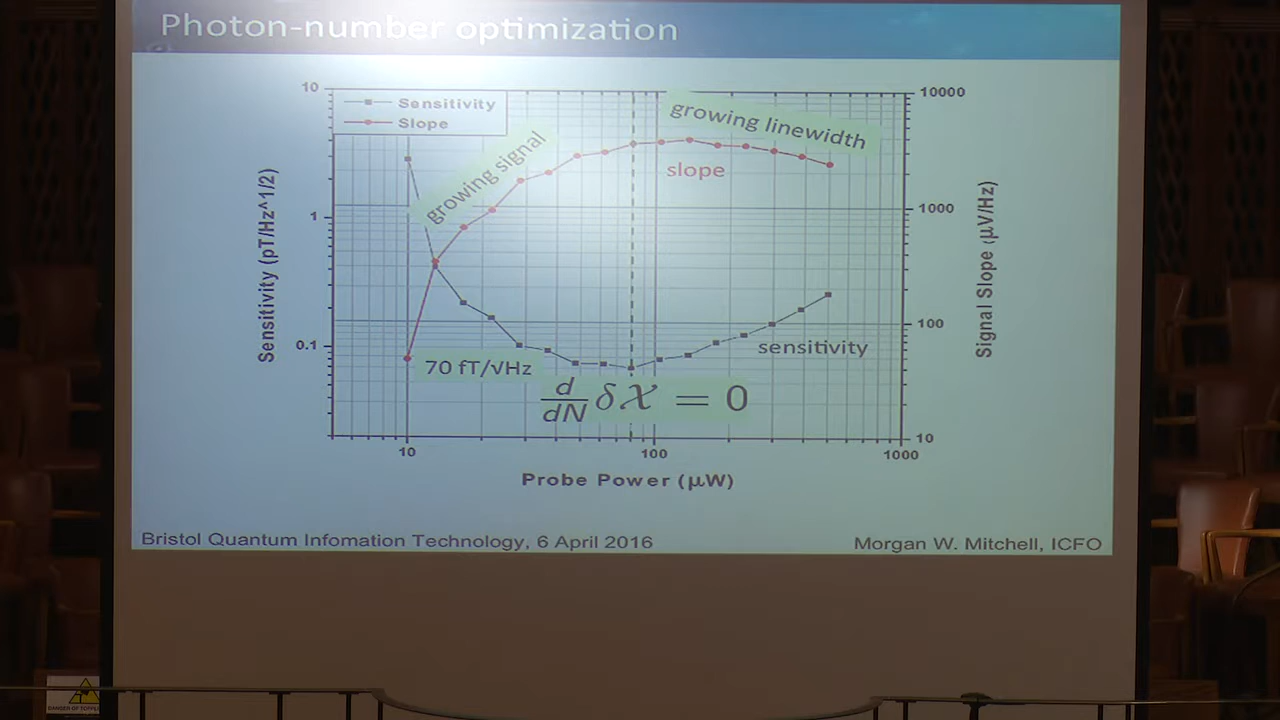 Photon-number optimization
10
Sensitivity
Slope
growing signal
growing linewidth
10000
slope
Sensitivity (pT/Hz^1/2)
1
1000
Signal Slope (μV/Hz)
0.1
100
sensitivity
70 fT/√Hz
d/dN δX = 0
10
10
100
1000
Probe Power (μW)
Bristol Quantum Infomation Technology, 6 April 2016
Morgan W. Mitchell, ICFO